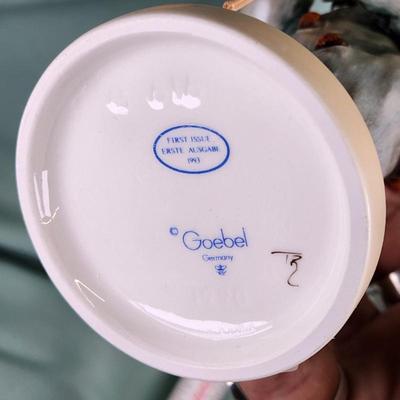 FIRST ISSUE
ERSTE AUSGABE
1993
© Goebel
Germany